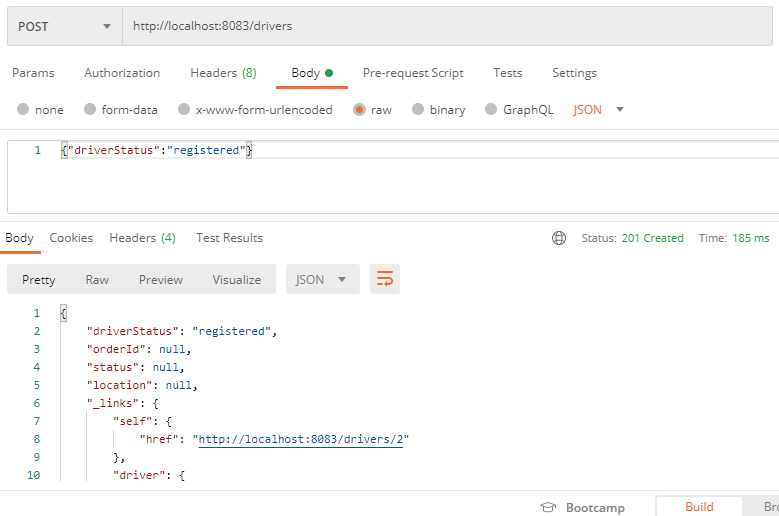 POST http://localhost:8083/drivers
Params Authorization Headers (8) Body Pre-request Script Tests Settings
none form-data x-www-form-urlencoded raw binary GraphQL JSON
1 {"driverStatus":"registered"}
Body Cookies Headers (4) Test Results Status: 201 Created Time: 185 ms
Pretty Raw Preview Visualize JSON
1 {
2 "driverStatus": "registered",
3 "orderId": null,
4 "status": null,
5 "location": null,
6 "_links": {
7 "self": {
8 "href": "http://localhost:8083/drivers/2"
9 },
10 "driver": {
Bootcamp Build